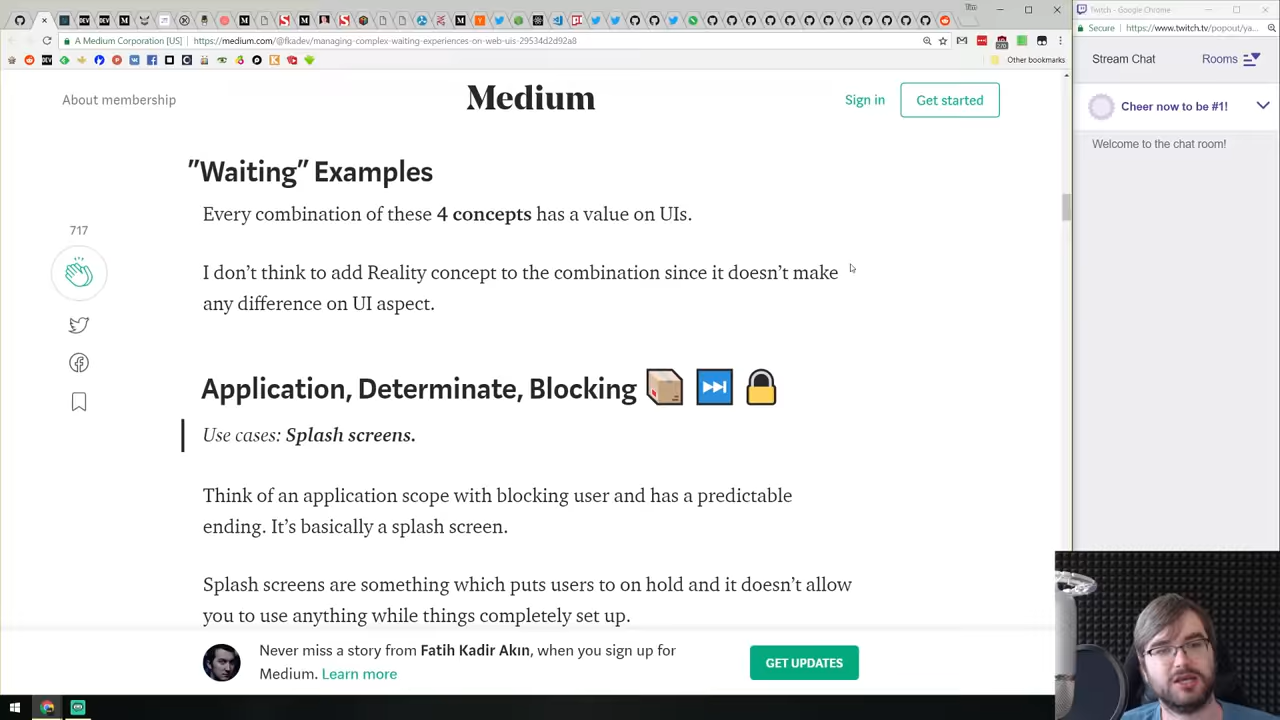 Tim
Twitch - Google Chrome
A Medium Corporation [US]
https://medium.com/@fkadev/managing-complex-waiting-experiences-on-web-uis-29534d2d92a8
Secure
https://www.twitch.tv/popout/ya...
270
Other bookmarks
About membership
Medium
Sign in
Get started
Stream Chat
Rooms
Cheer now to be #1!
Welcome to the chat room!
”Waiting” Examples
Every combination of these 4 concepts has a value on UIs.
717
I don’t think to add Reality concept to the combination since it doesn’t make
any difference on UI aspect.
Application, Determinate, Blocking
Use cases: Splash screens.
Think of an application scope with blocking user and has a predictable
ending. It’s basically a splash screen.
Splash screens are something which puts users to on hold and it doesn’t allow
you to use anything while things completely set up.
Never miss a story from Fatih Kadir Akın, when you sign up for
Medium. Learn more
GET UPDATES